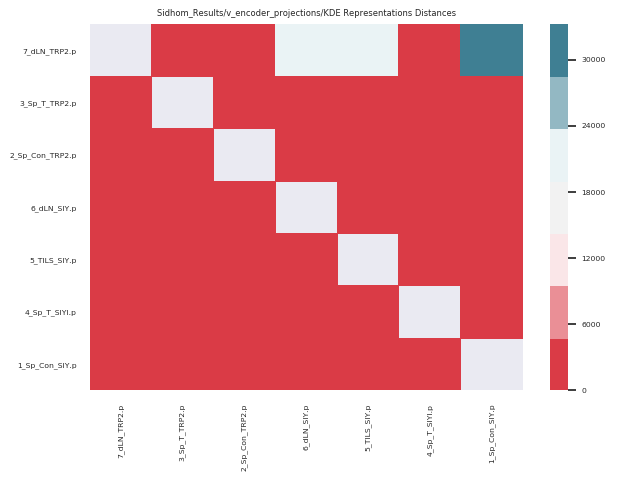 Sidhom_Results/v_encoder_projections/KDE Representations Distances
7_dLN_TRP2.p
3_Sp_T_TRP2.p
2_Sp_Con_TRP2.p
6_dLN_SIY.p
5_TILS_SIY.p
4_Sp_T_SIYI.p
1_Sp_Con_SIY.p
30000
24000
18000
12000
6000
0
7_dLN_TRP2.p
3_Sp_T_TRP2.p
2_Sp_Con_TRP2.p
6_dLN_SIY.p
5_TILS_SIY.p
4_Sp_T_SIYI.p
1_Sp_Con_SIY.p